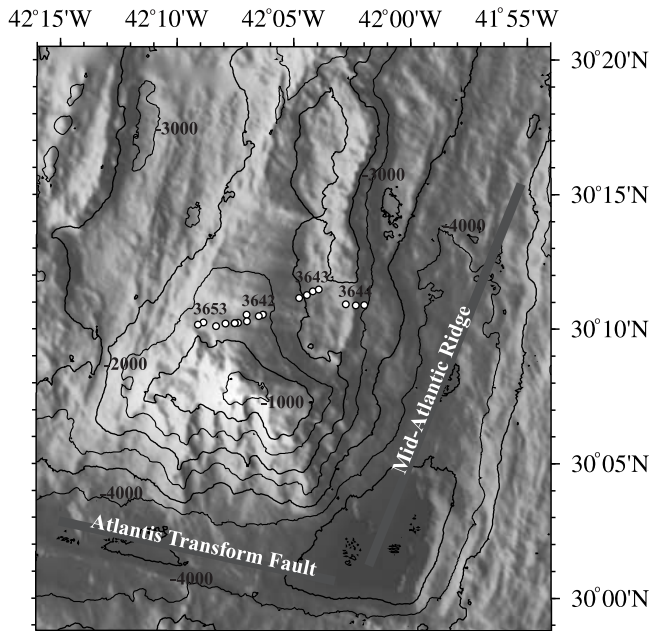 42°15'W 42°10'W 42°05'W 42°00'W 41°55'W
30°20'N
-3000
-3000
30°15'N
-4000
3643
3644
3653 3642
30°10'N
-2000
Mid-Atlantic Ridge
-1000
30°05'N
-4000
Atlantis Transform Fault
-4000
30°00'N